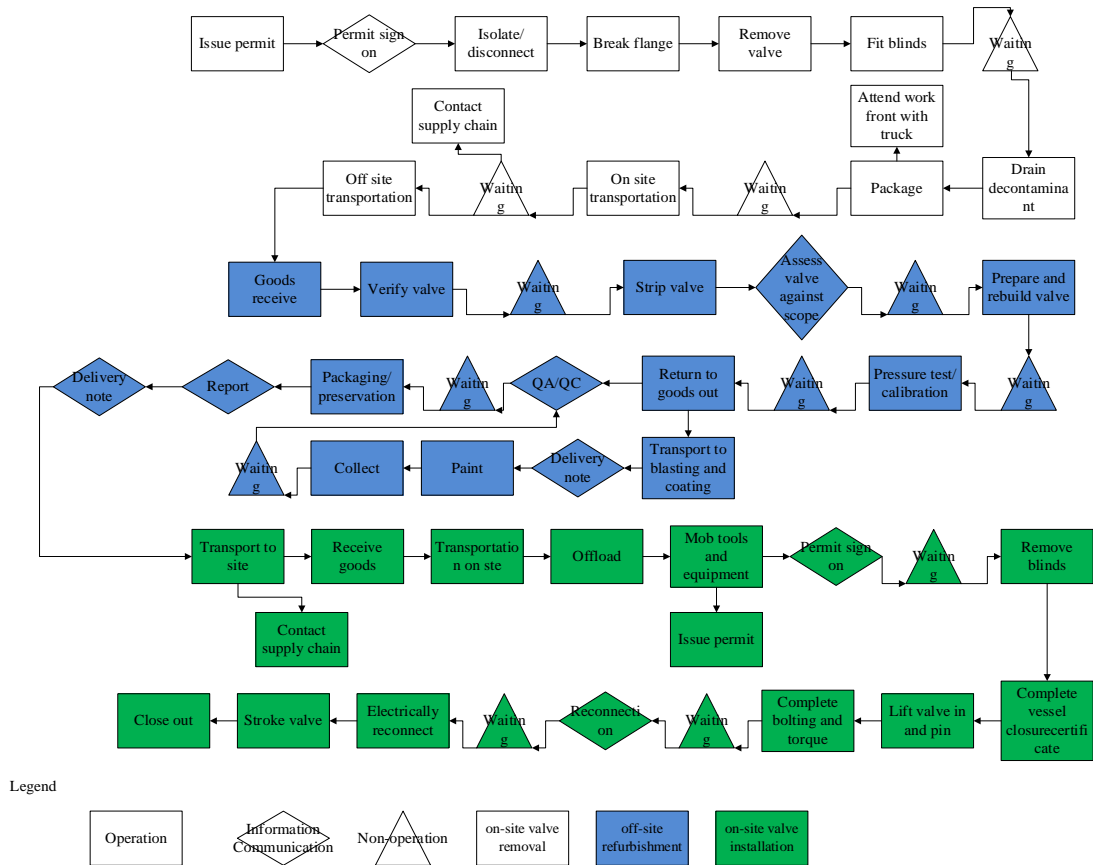 Issue permit
Permit sign
on
Isolate/
disconnect
Break flange
Remove
valve
Fit blinds
Waitin
g
Contact
supply chain
Attend work
front with
truck
Off site
transportation
Waitin
g
On site
transportation
Waitin
g
Package
Drain
decontamina
nt
Goods
receive
Verify valve
Waitin
g
Strip valve
Assess
valve
against
scope
Waitin
g
Prepare and
rebuild valve
Delivery
note
Report
Packaging/
preservation
Waitin
g
QA/QC
Return to
goods out
Waitin
g
Pressure test/
calibration
Waitin
g
Waitin
g
Collect
Paint
Delivery
note
Transport to
blasting and
coating
Transport to
site
Receive
goods
Transportatio
n on ste
Offload
Mob tools
and
equipment
Permit sign
on
Waitin
g
Remove
blinds
Contact
supply chain
Issue permit
Close out
Stroke valve
Electrically
reconnect
Waitin
g
Reconnecti
on
Waitin
g
Complete
bolting and
torque
Lift valve in
and pin
Complete
vessel
closurecertifi
cate
Legend
Operation
Information
Communication
Non-operation
on-site valve
removal
off-site
refurbishment
on-site valve
installation